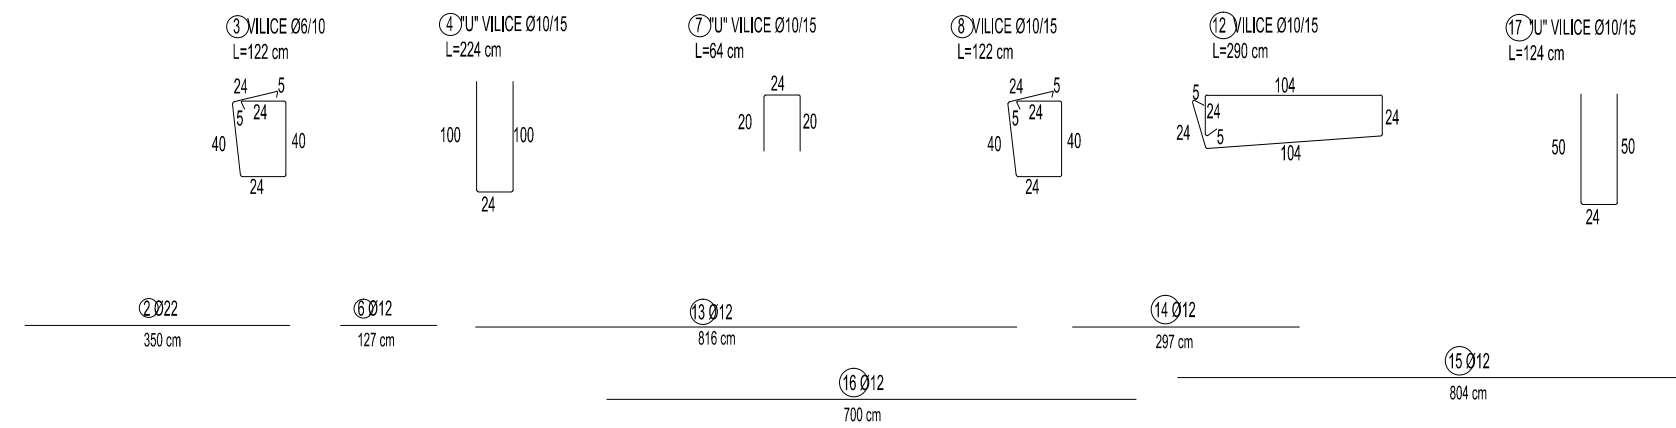 3 VILICE Ø6/10
L=122 cm
24
5
5
24
40
40
24
4 "U" VILICE Ø10/15
L=224 cm
100
100
24
7 "U" VILICE Ø10/15
L=64 cm
24
20
20
8 VILICE Ø10/15
L=122 cm
24
5
5
24
40
40
24
12 VILICE Ø10/15
L=290 cm
104
5
24
24
24
5
104
17 "U" VILICE Ø10/15
L=124 cm
50
50
24
2 Ø22
350 cm
6 Ø12
127 cm
13 Ø12
816 cm
14 Ø12
297 cm
15 Ø12
804 cm
16 Ø12
700 cm